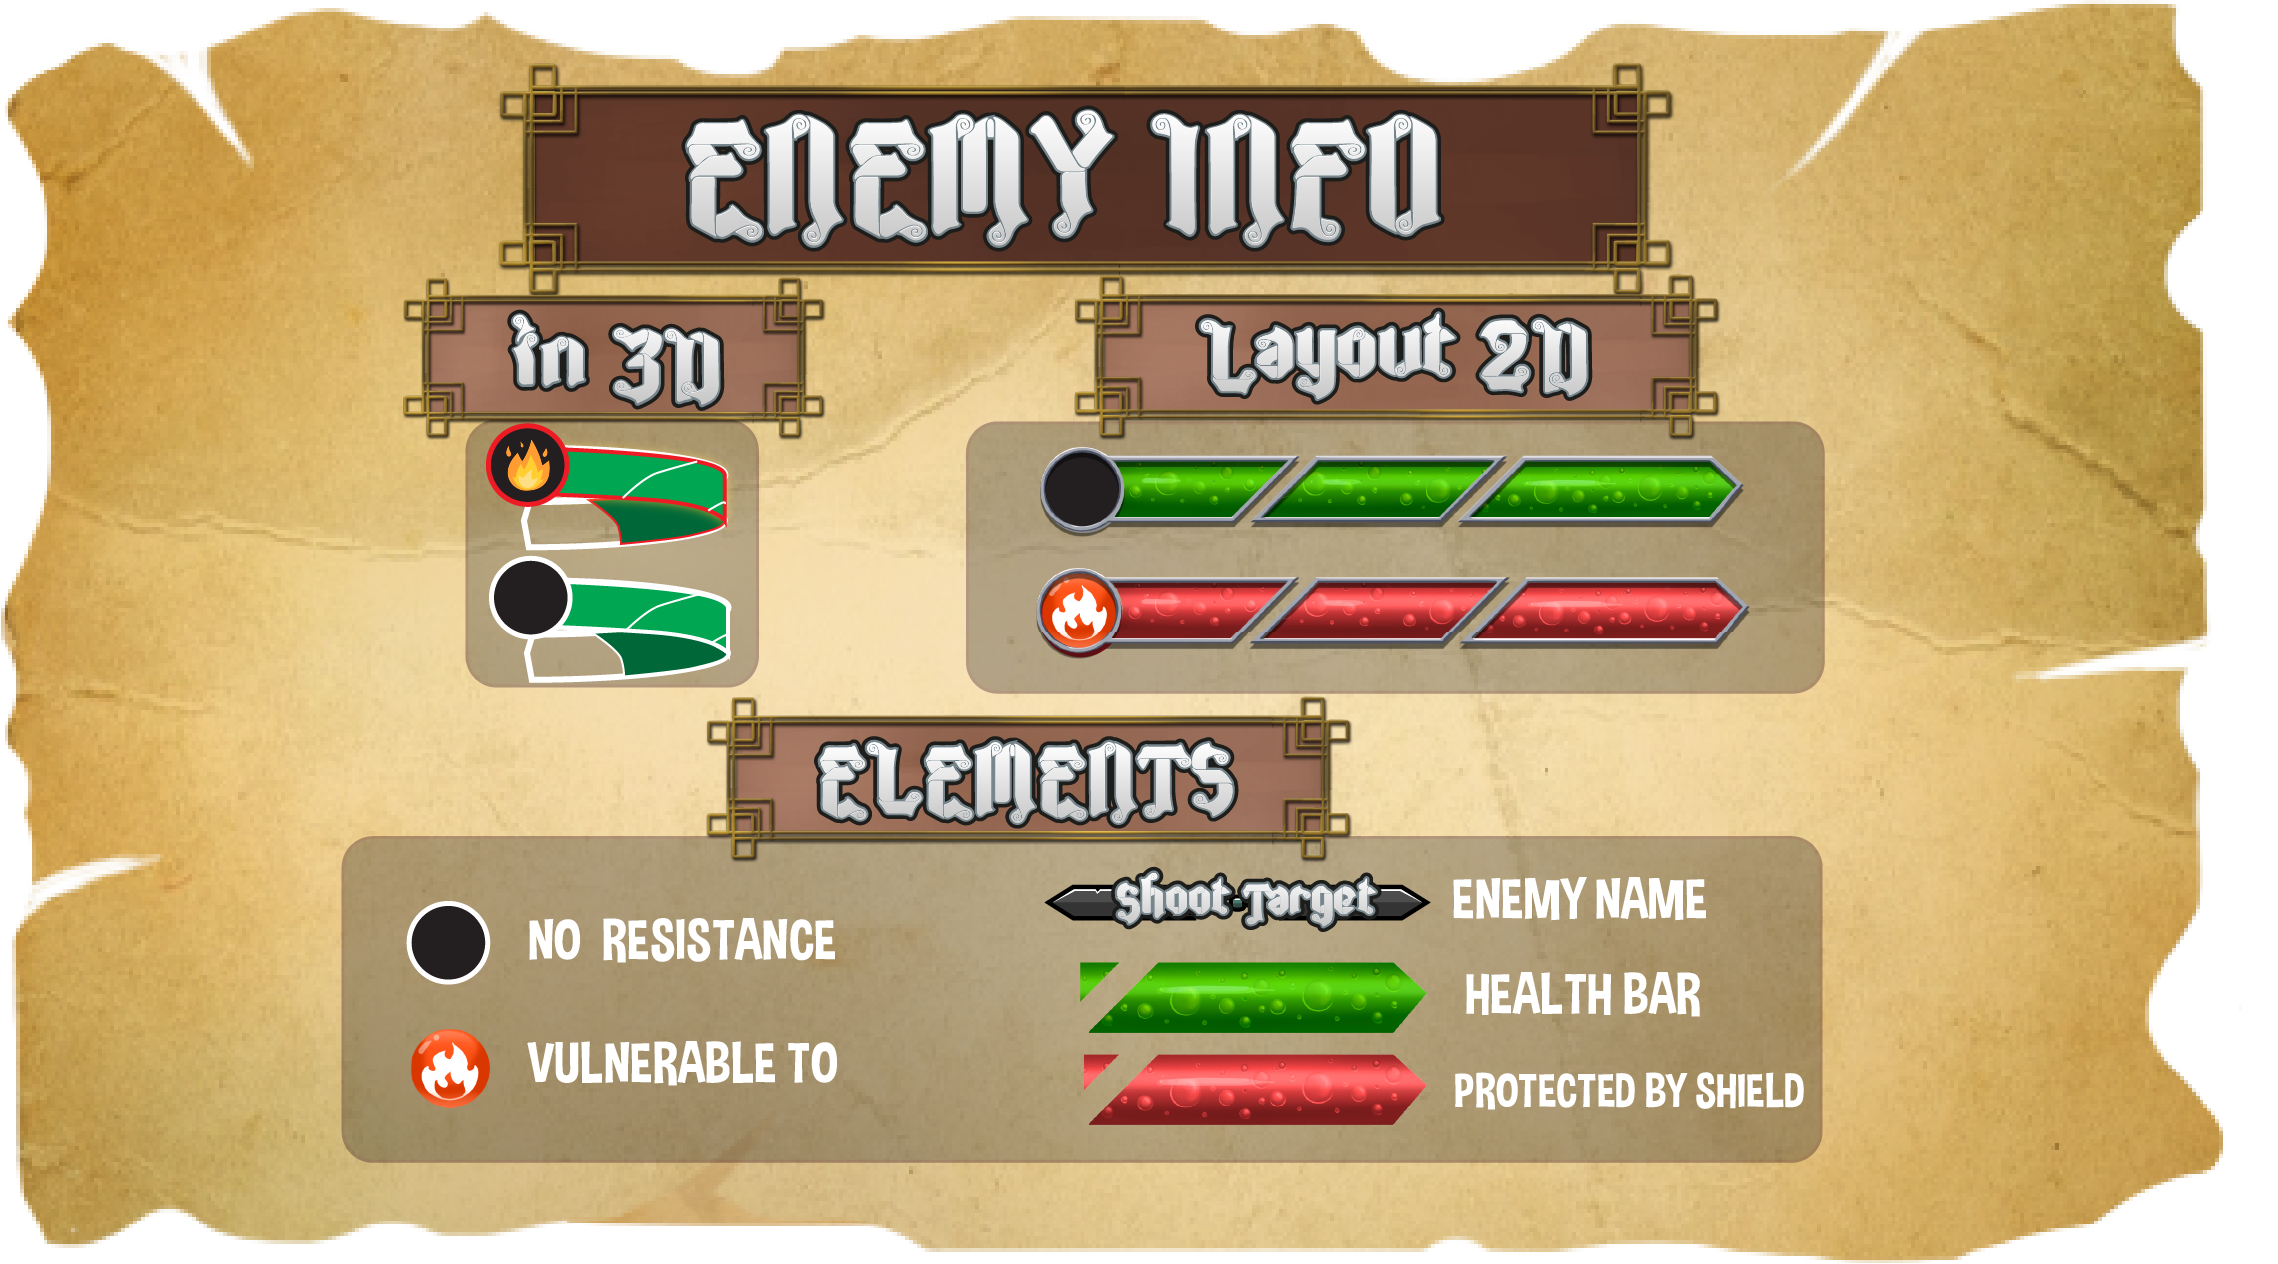 ENEMY INFO
in 3D
Layout 2D
ELEMENTS
NO RESISTANCE
VULNERABLE TO
Shoot·Target
ENEMY NAME
HEALTH BAR
PROTECTED BY SHIELD